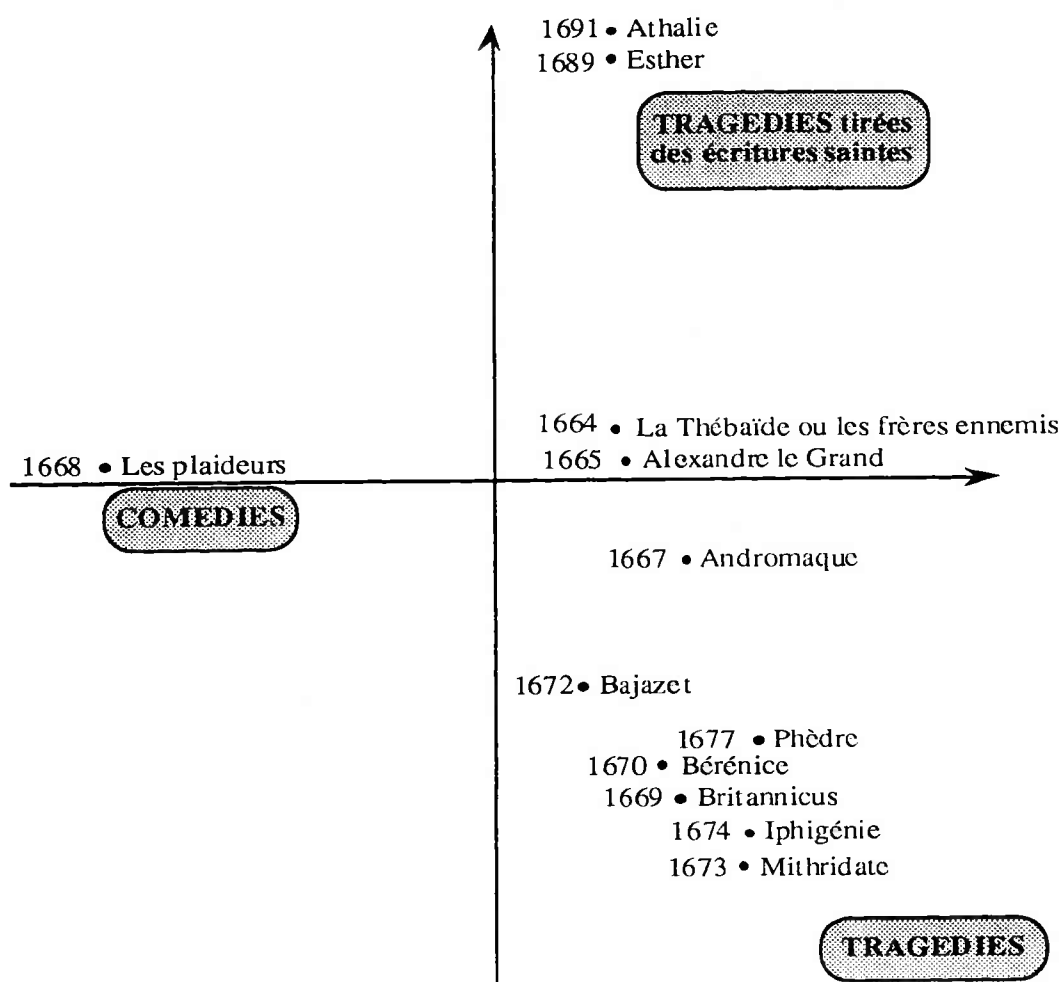 1691 • Athalie
1689 • Esther
TRAGEDIES tirées
des écritures saintes
1664 • La Thébaïde ou les frères ennemis
1668 • Les plaideurs
1665 • Alexandre le Grand
COMEDIES
1667 • Andromaque
1672 • Bajazet
1677 • Phèdre
1670 • Bérénice
1669 • Britannicus
1674 • Iphigénie
1673 • Mithridate
TRAGEDIES